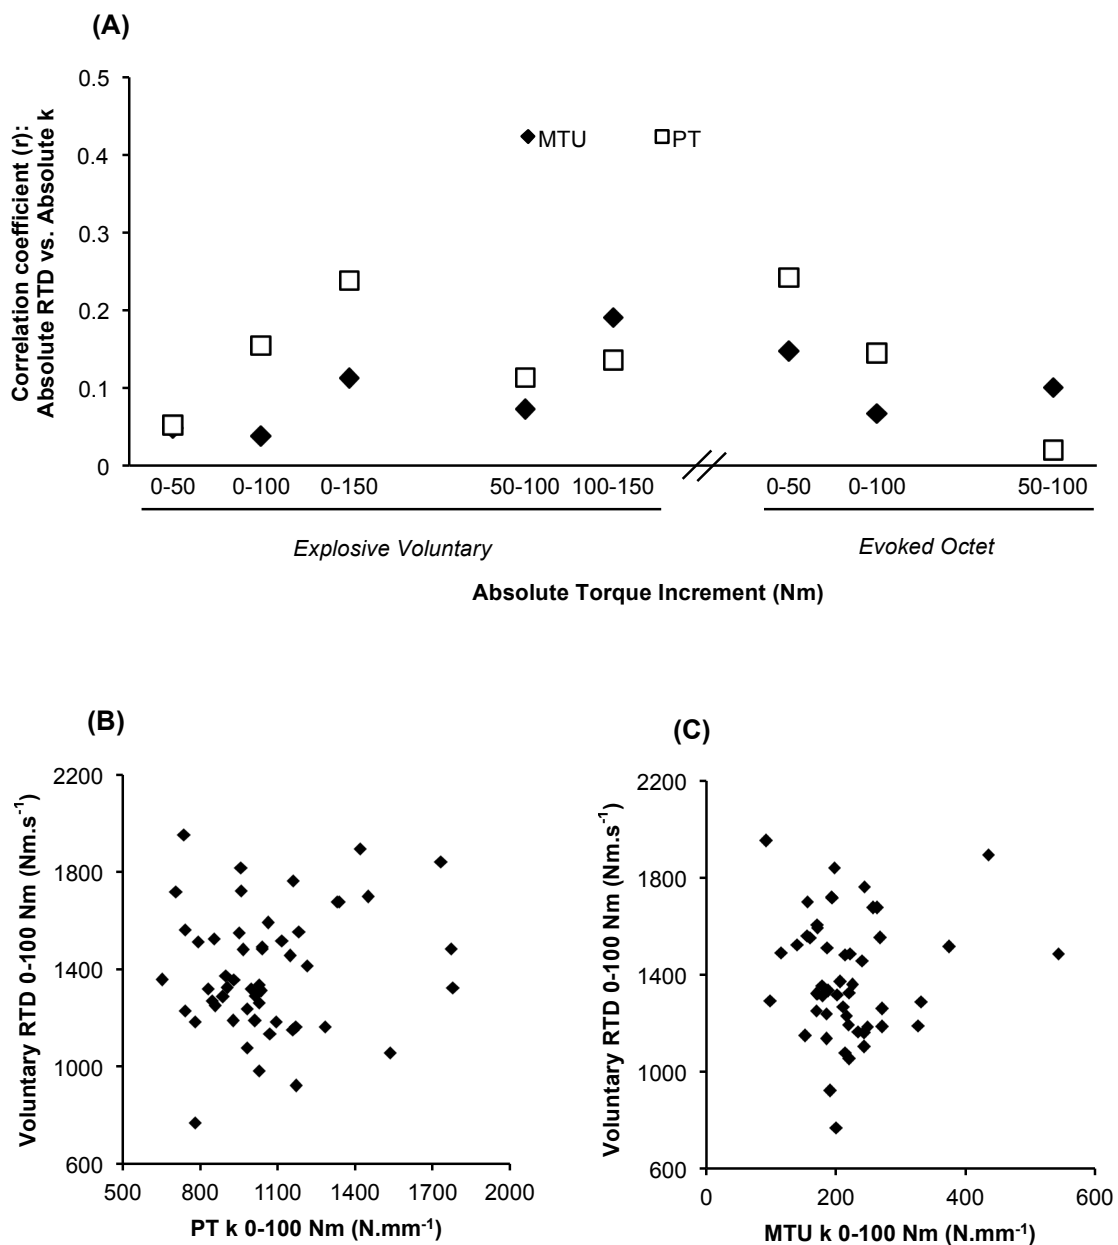 (A)
Correlation coefficient (r):
Absolute RTD vs. Absolute k
0.5
0.4
0.3
0.2
0.1
0
MTU PT
0-50 0-100 0-150 50-100 100-150 0-50 0-100 50-100
Explosive Voluntary Evoked Octet
Absolute Torque Increment (Nm)
(B)
Voluntary RTD 0-100 Nm (Nm.s⁻¹)
2200
1800
1400
1000
600
500 800 1100 1400 1700 2000
PT k 0-100 Nm (N.mm⁻¹)
(C)
Voluntary RTD 0-100 Nm (Nm.s⁻¹)
2200
1800
1400
1000
600
0 200 400 600
MTU k 0-100 Nm (N.mm⁻¹)